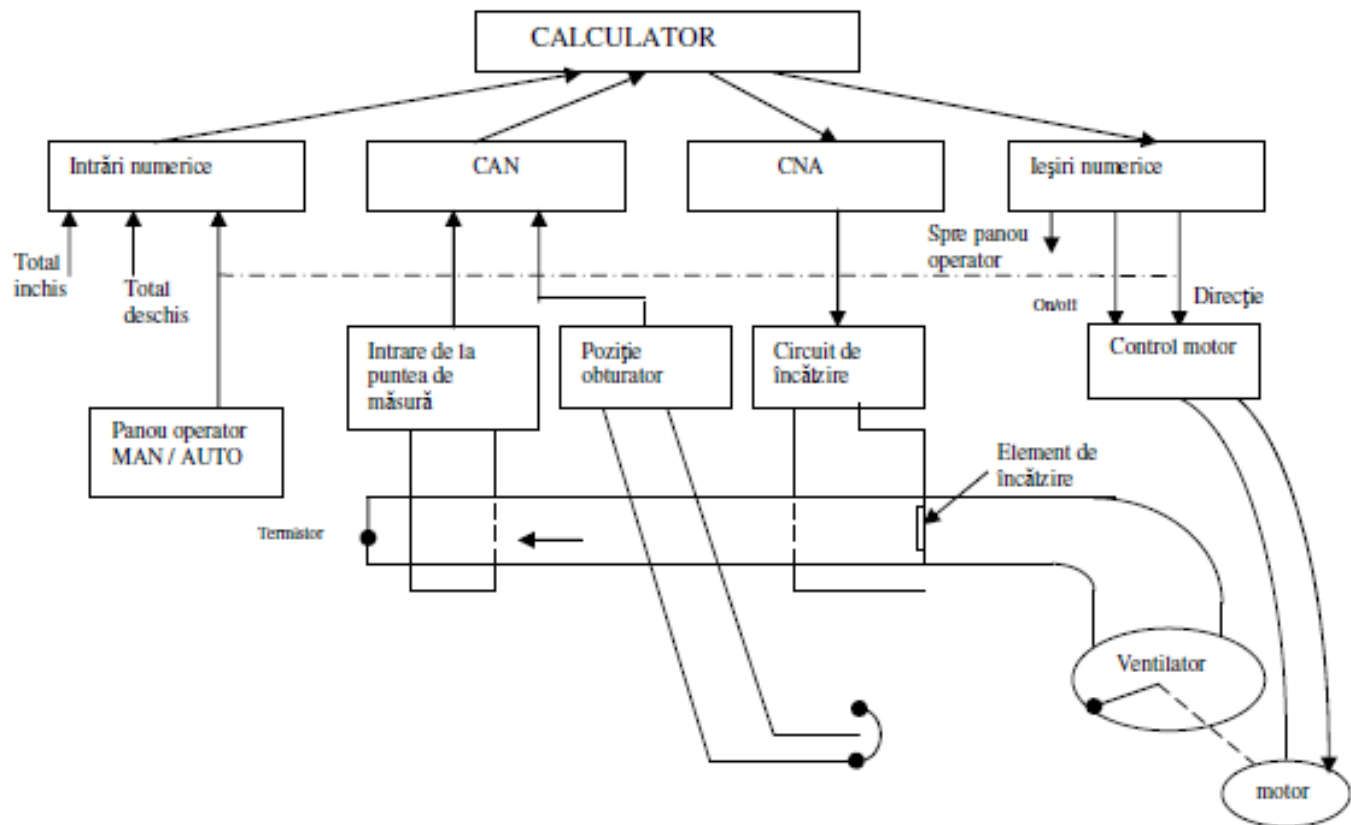 CALCULATOR
Intrări numerice
CAN
CNA
Ieşiri numerice
Total
inchis
Total
deschis
Spre panou
operator
On/off
Direcţie
Intrare de la
puntea de
măsură
Poziţie
obturator
Circuit de
încălzire
Control motor
Panou operator
MAN / AUTO
Element de
încălzire
Termistor
Ventilator
motor